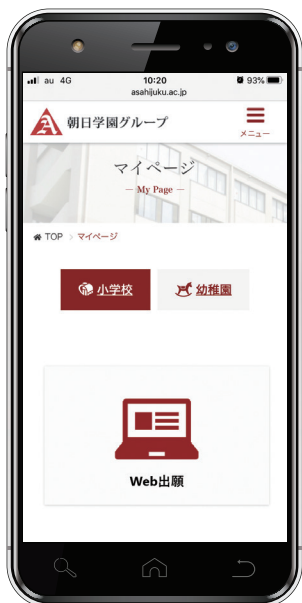 au 4G 10:20 93%
asahijuku.ac.jp
A 朝日学園グループ
メニュー
マイページ
— My Page —
TOP > マイページ
小学校 幼稚園
Web出願